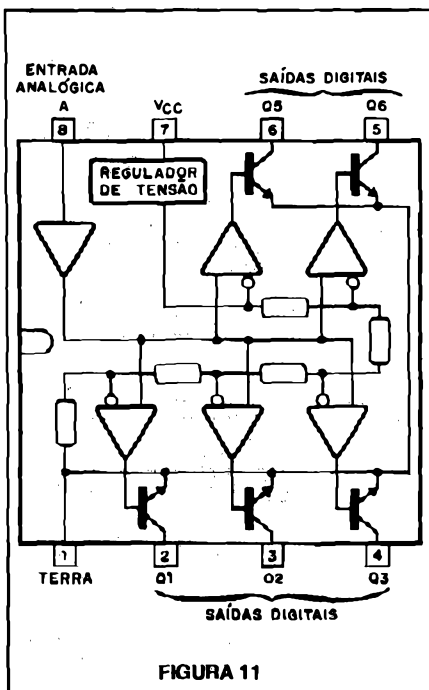 ENTRADA
ANALÓGICA
A
VCC
SAÍDAS DIGITAIS
Q5
Q6
8
7
6
5
REGULADOR
DE TENSÃO
1
2
3
4
TERRA
Q1
O2
Q3
SAÍDAS DIGITAIS
FIGURA 11